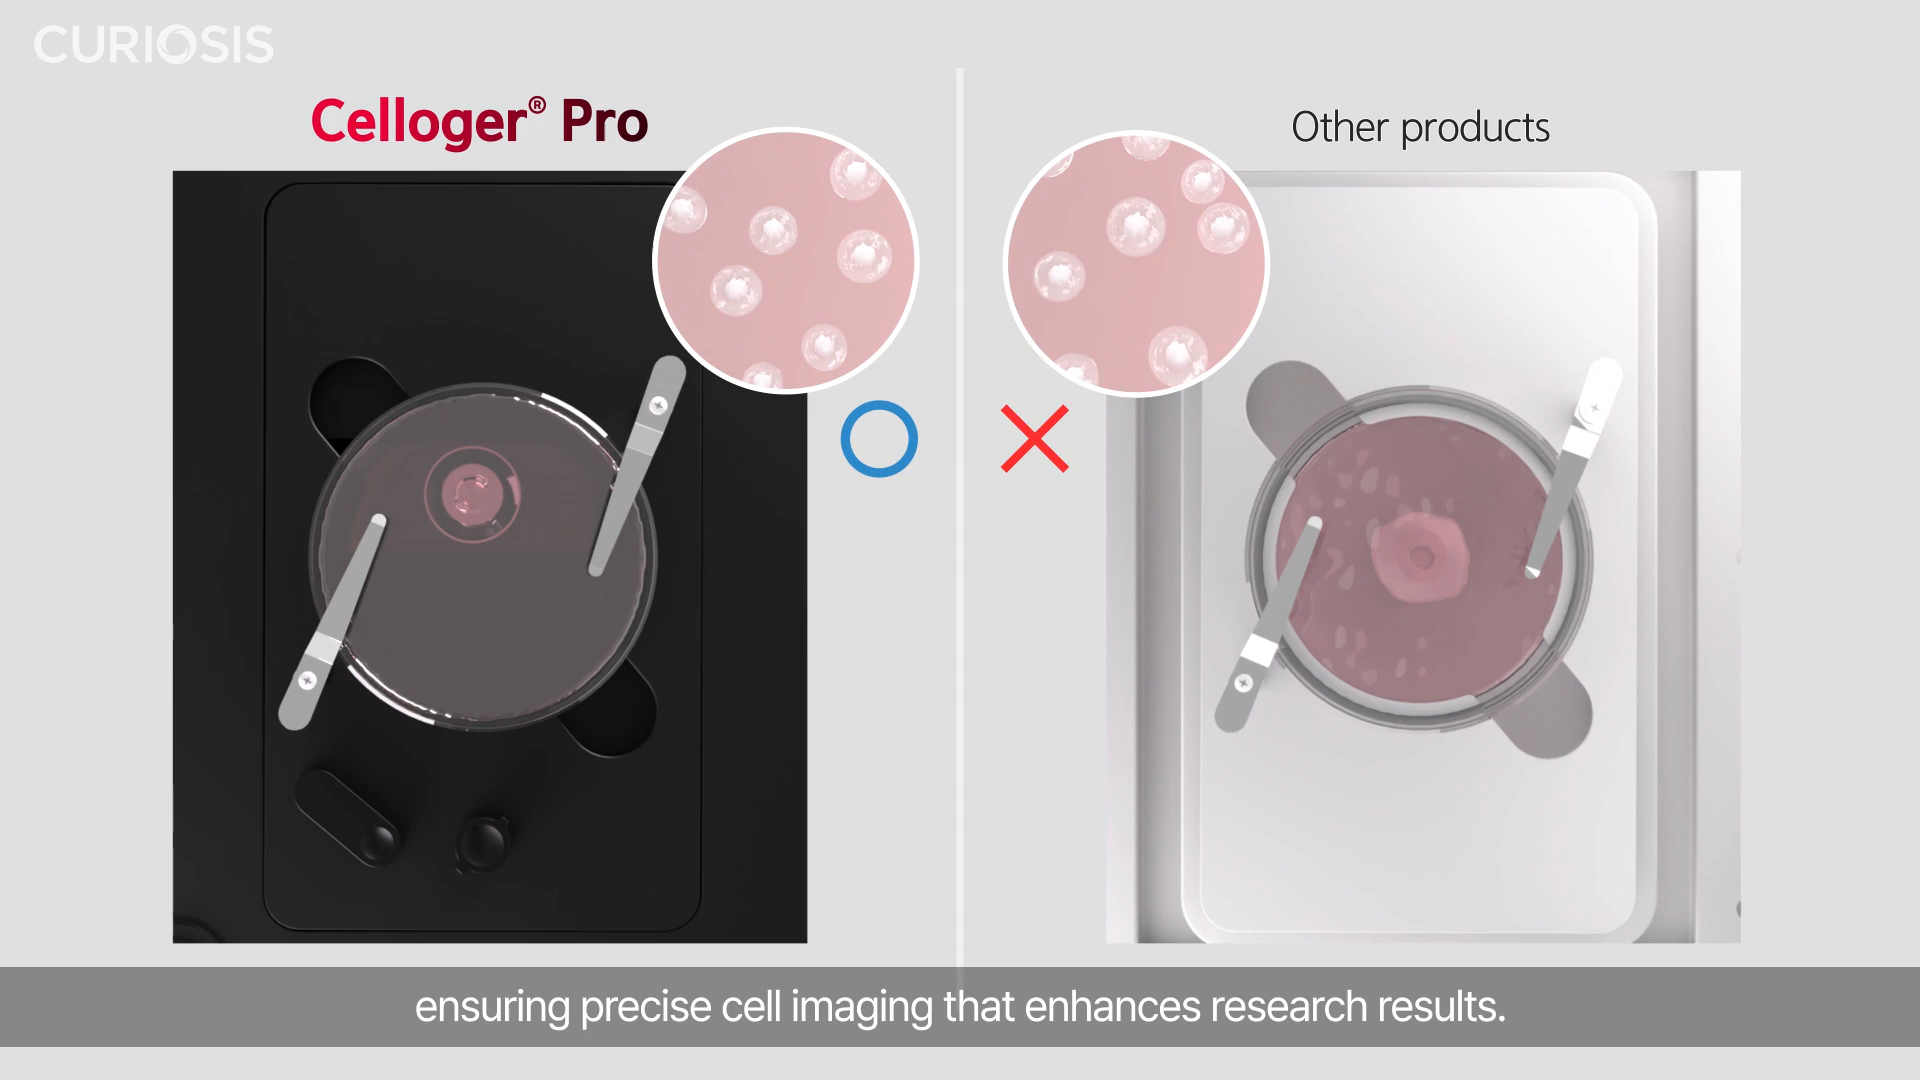 CURIOSIS
Celloger® Pro
Other products
ensuring precise cell imaging that enhances research results.